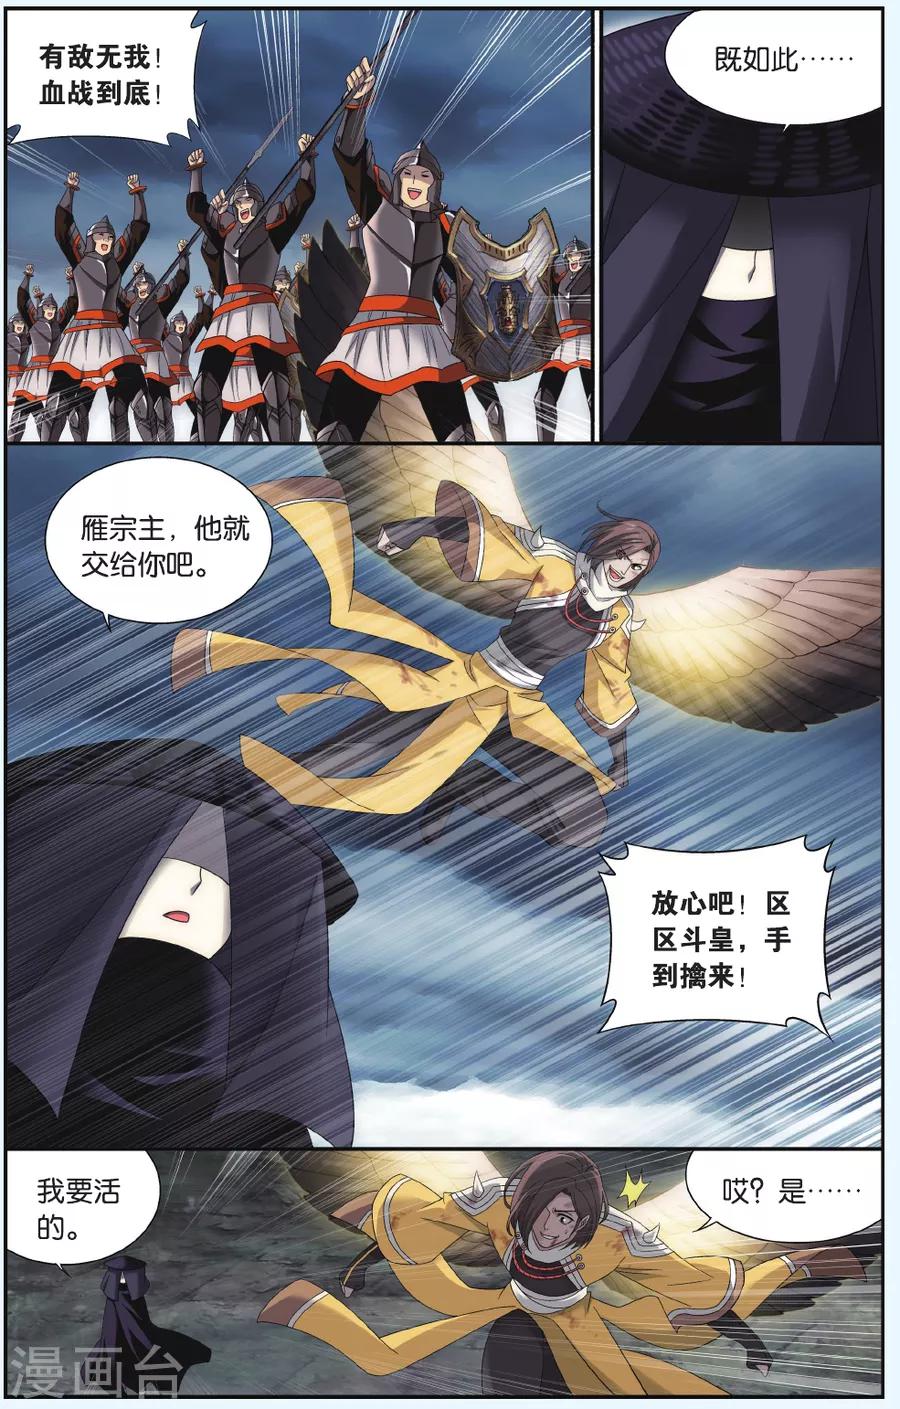 有敌无我！
血战到底！
既如此……
雁宗主，他就
交给你吧。
放心吧！区
区斗皇，手
到擒来！
我要活
的。
哎？是……
漫画台